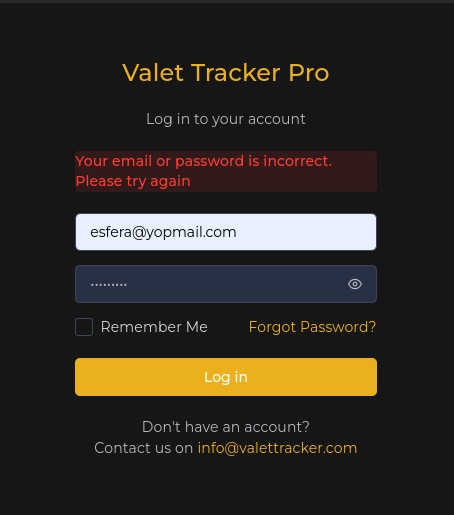 Valet Tracker Pro
Log in to your account
Your email or password is incorrect.
Please try again
esfera@yopmail.com
•••••••••
Remember Me
Forgot Password?
Log in
Don't have an account?
Contact us on info@valettracker.com